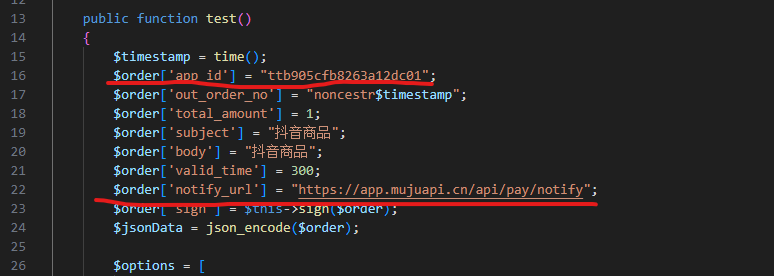 13 public function test()
14 {
15 $timestamp = time();
16 $order['app_id'] = "ttb905cfb8263a12dc01";
17 $order['out_order_no'] = "noncestr$timestamp";
18 $order['total_amount'] = 1;
19 $order['subject'] = "抖音商品";
20 $order['body'] = "抖音商品";
21 $order['valid_time'] = 300;
22 $order['notify_url'] = "https://app.mujuapi.cn/api/pay/notify";
23 $order['sign'] = $this->sign($order);
24 $jsonData = json_encode($order);
25
26 $options = [